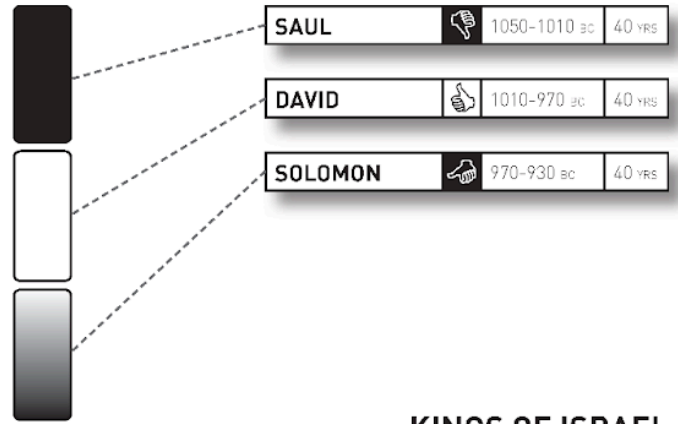 SAUL 1050-1010 BC 40 YRS
DAVID 1010-970 BC 40 YRS
SOLOMON 970-930 BC 40 YRS
KINGS OF ISRAEL